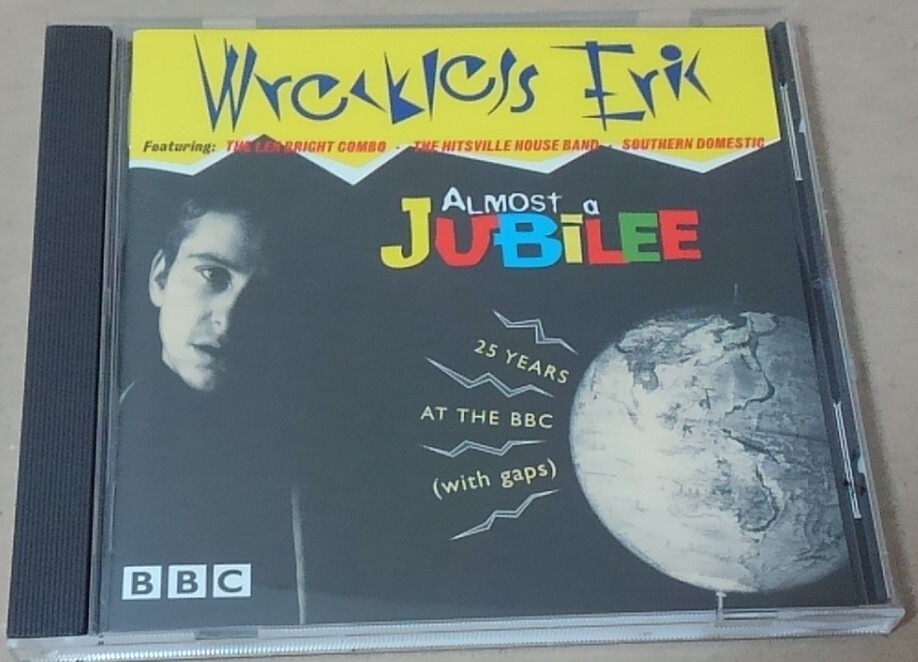 Wreckless Eric
Featuring: THE LEN BRIGHT COMBO - THE HITSVILLE HOUSE BAND - SOUTHERN DOMESTIC
ALMOST a
JUBiLEE
25 YEARS
AT THE BBC
(with gaps)
BBC